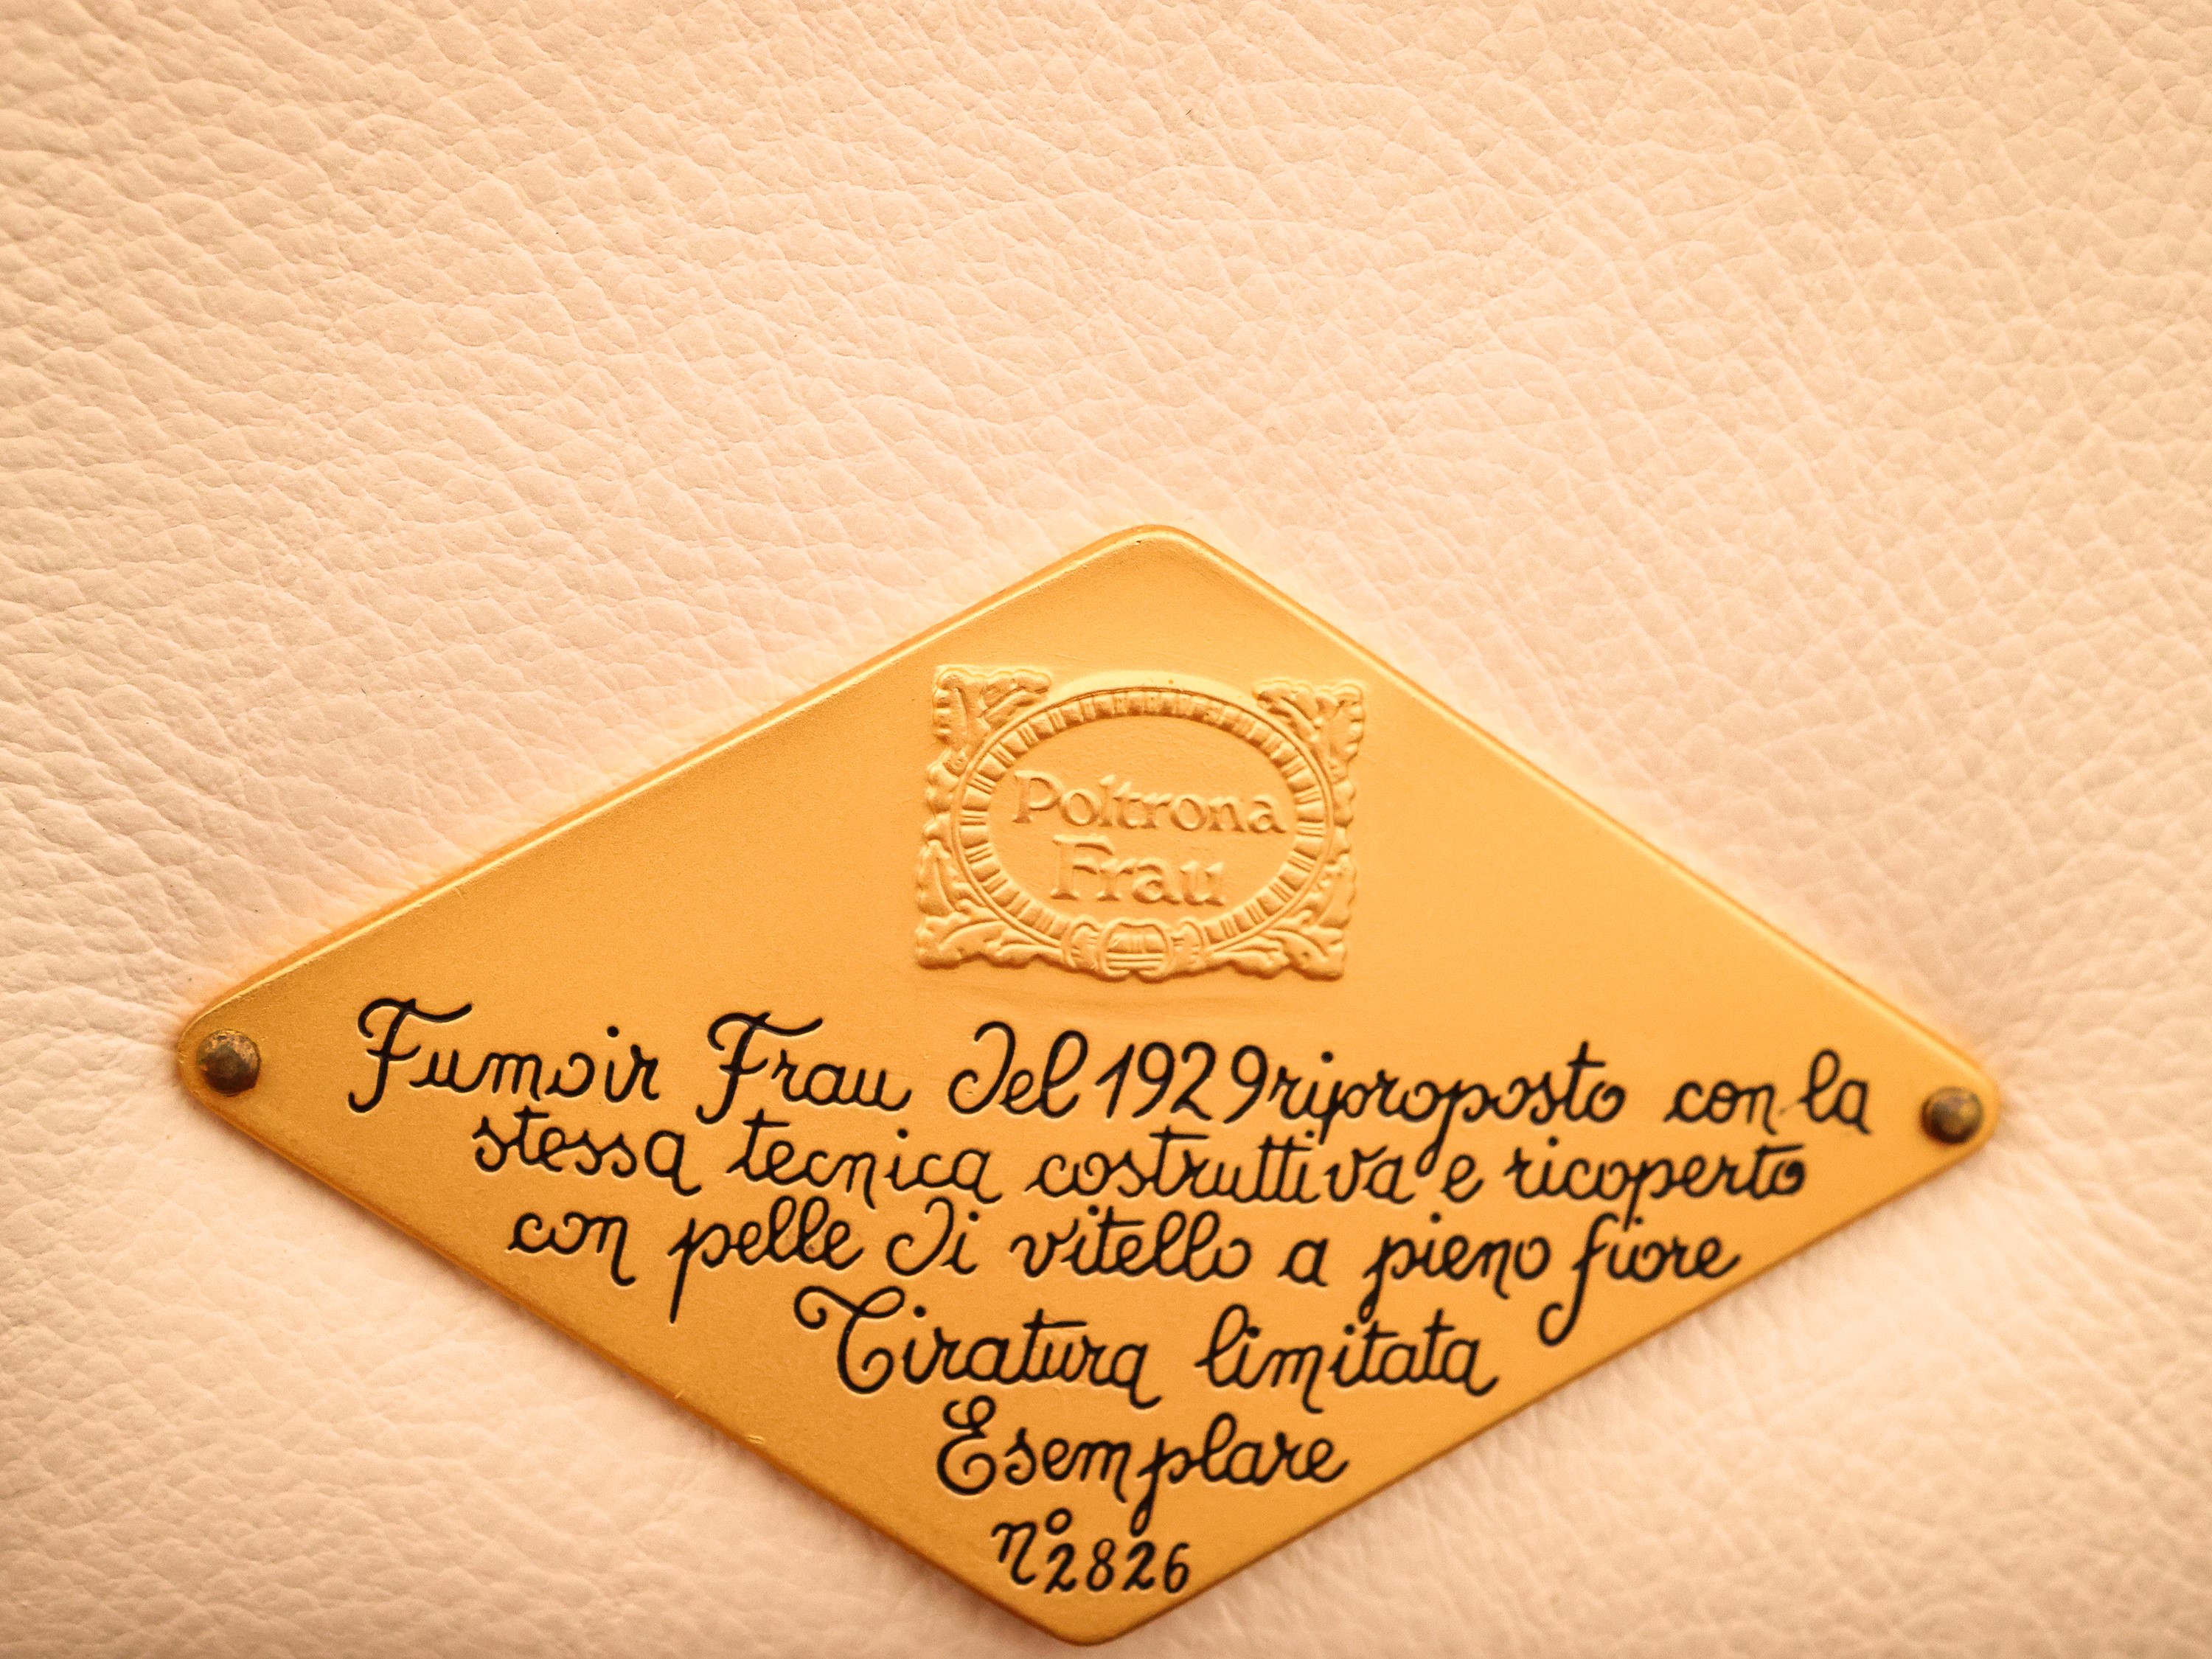 Poltrona
Frau
Fumoir Frau del 1929 riproposto con la
stessa tecnica costruttiva e ricoperto
con pelle di vitello a pieno fiore
Tiratura limitata
Esemplare
n° 2826